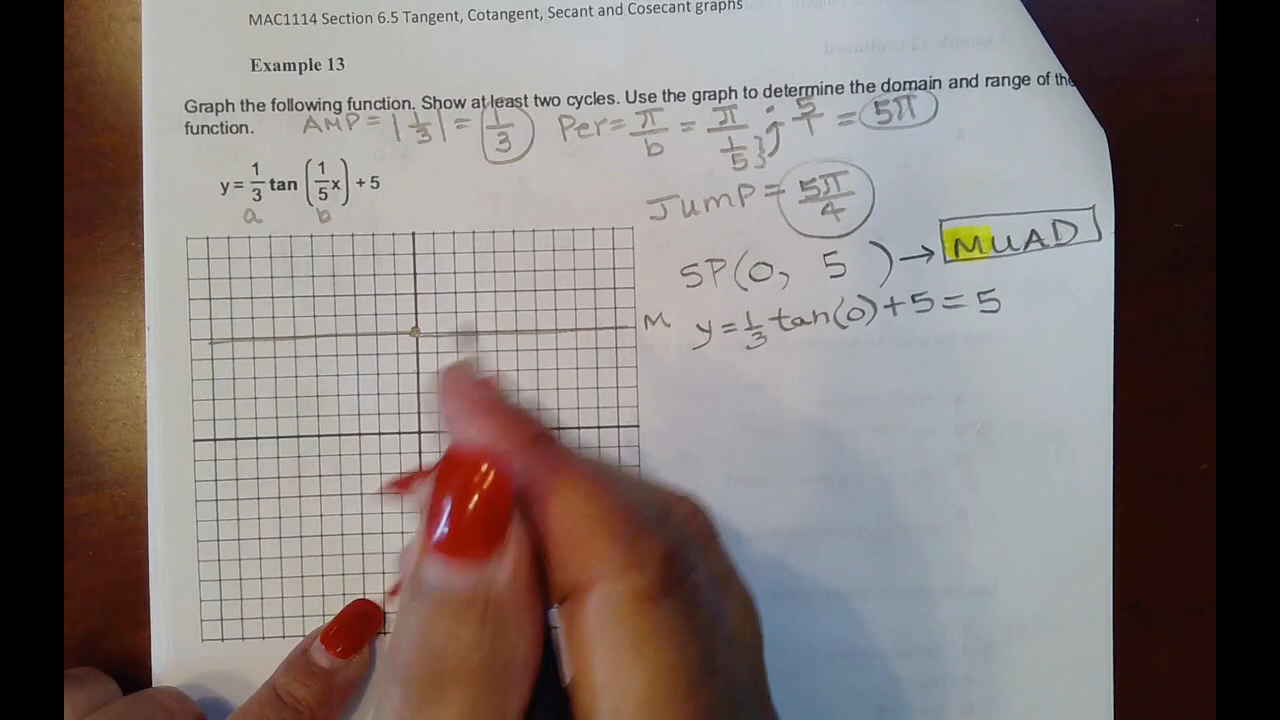 MAC1114 Section 6.5 Tangent, Cotangent, Secant and Cosecant graphs
Example 13
Graph the following function. Show at least two cycles. Use the graph to determine the domain and range of the
function.
AMP = |1/3| = 1/3 Per = π/b = π/(1/5) ; 5/1 = 5π
y = 1/3 tan (1/5 x) + 5
a b
Jump = 5π/4
SP(0, 5) → MUAD
M
y = 1/3 tan(0) + 5 = 5